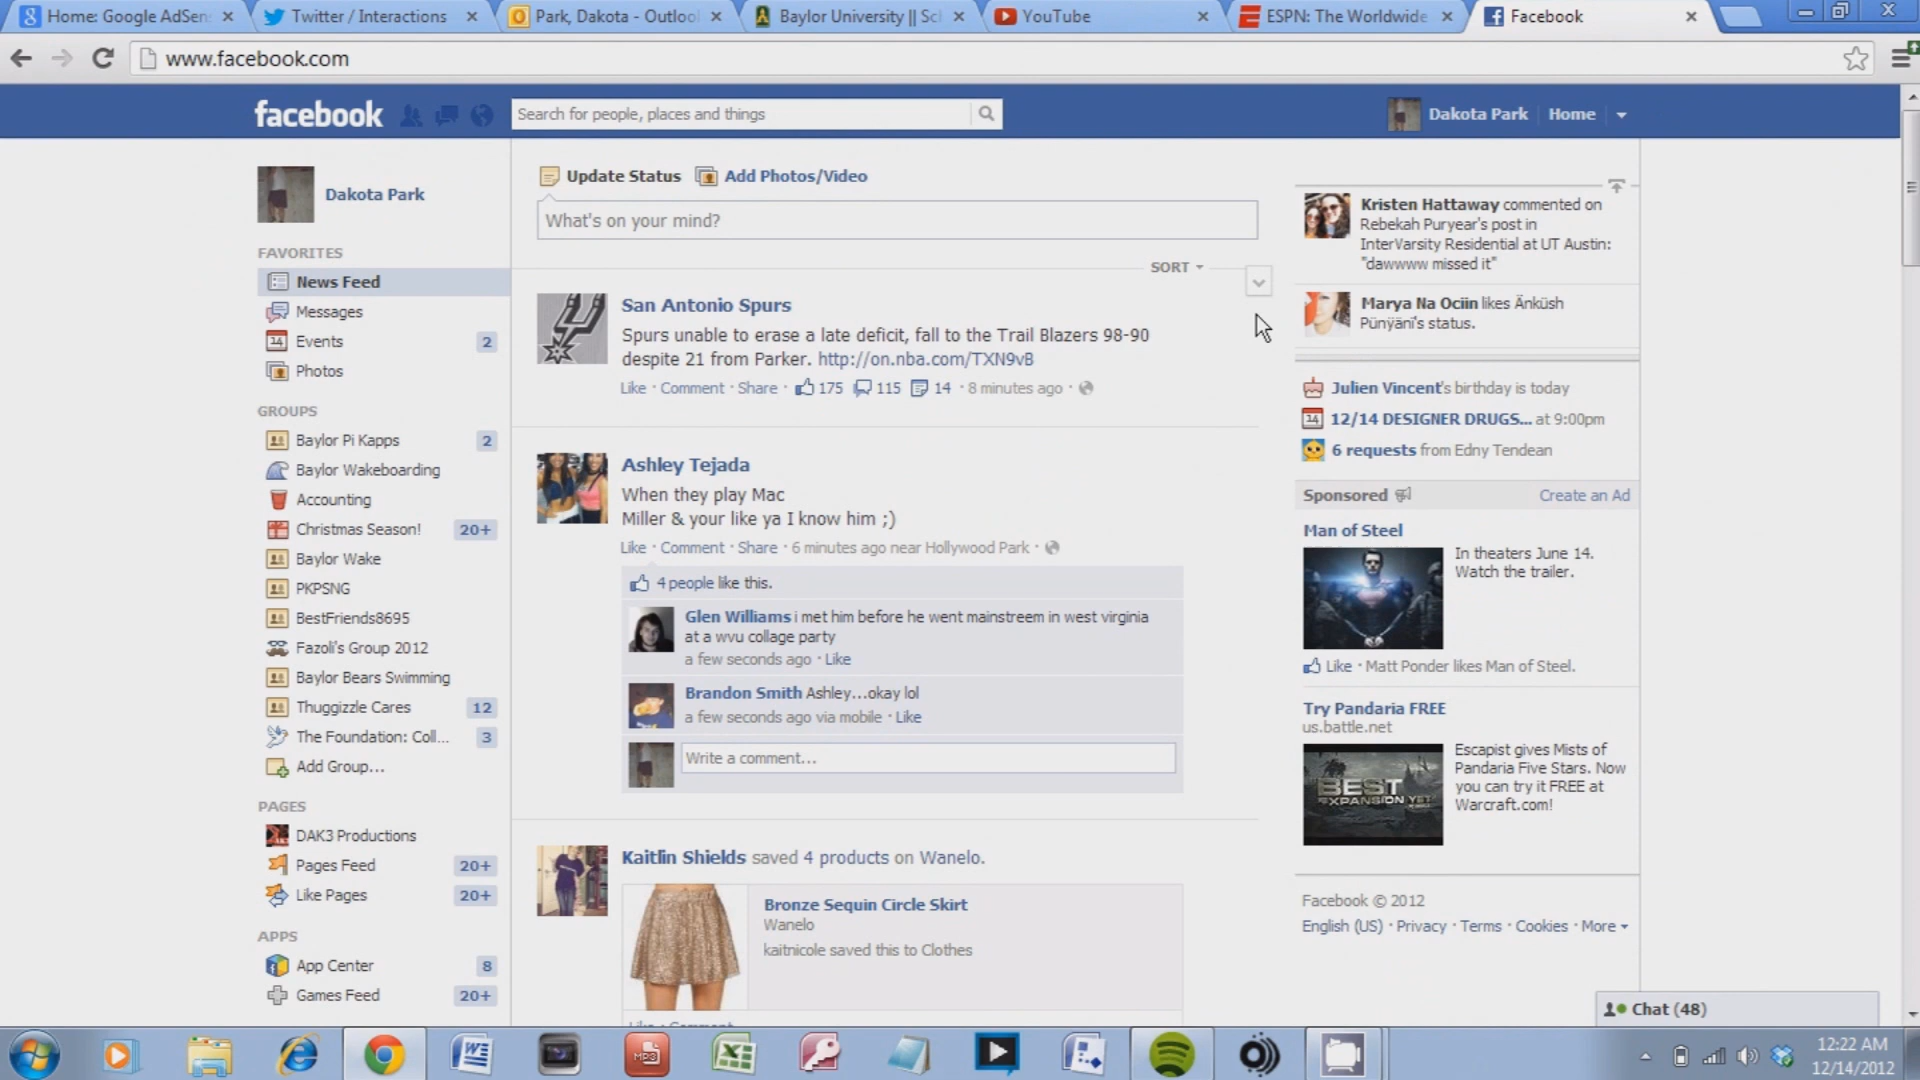 Home: Google AdSens
Twitter / Interactions
Park, Dakota - Outloo
Baylor University || Sc
YouTube
ESPN: The Worldwide
Facebook
www.facebook.com
facebook
Search for people, places and things
Dakota Park
Home
Dakota Park
FAVORITES
News Feed
Messages
Events 2
Photos
GROUPS
Baylor Pi Kapps 2
Baylor Wakeboarding
Accounting
Christmas Season! 20+
Baylor Wake
PKPSNG
BestFriends8695
Fazoli's Group 2012
Baylor Bears Swimming
Thuggizzle Cares 12
The Foundation: Coll... 3
Add Group...
PAGES
DAK3 Productions
Pages Feed 20+
Like Pages 20+
APPS
App Center 8
Games Feed 20+
Update Status Add Photos/Video
What's on your mind?
SORT
San Antonio Spurs
Spurs unable to erase a late deficit, fall to the Trail Blazers 98-90
despite 21 from Parker. http://on.nba.com/TXN9vB
Like · Comment · Share · 175 115 14 · 8 minutes ago ·
Ashley Tejada
When they play Mac
Miller & your like ya I know him ;)
Like · Comment · Share · 6 minutes ago near Hollywood Park ·
4 people like this.
Glen Williams i met him before he went mainstreem in west virginia
at a wvu collage party
a few seconds ago · Like
Brandon Smith Ashley...okay lol
a few seconds ago via mobile · Like
Write a comment...
Kaitlin Shields saved 4 products on Wanelo.
Bronze Sequin Circle Skirt
Wanelo
kaitnicole saved this to Clothes
Like · Comment
Kristen Hattaway commented on
Rebekah Puryear's post in
InterVarsity Residential at UT Austin:
"dawwww missed it"
Marya Na Ociin likes Änküsh
Pünÿäni's status.
Julien Vincent's birthday is today
14 12/14 DESIGNER DRUGS... at 9:00pm
6 requests from Edny Tendean
Sponsored Create an Ad
Man of Steel
In theaters June 14.
Watch the trailer.
Like · Matt Ponder likes Man of Steel.
Try Pandaria FREE
us.battle.net
BEST
EXPANSION YET
Escapist gives Mists of
Pandaria Five Stars. Now
you can try it FREE at
Warcraft.com!
Facebook © 2012
English (US) · Privacy · Terms · Cookies · More
Chat (48)
MP3
12:22 AM
12/14/2012